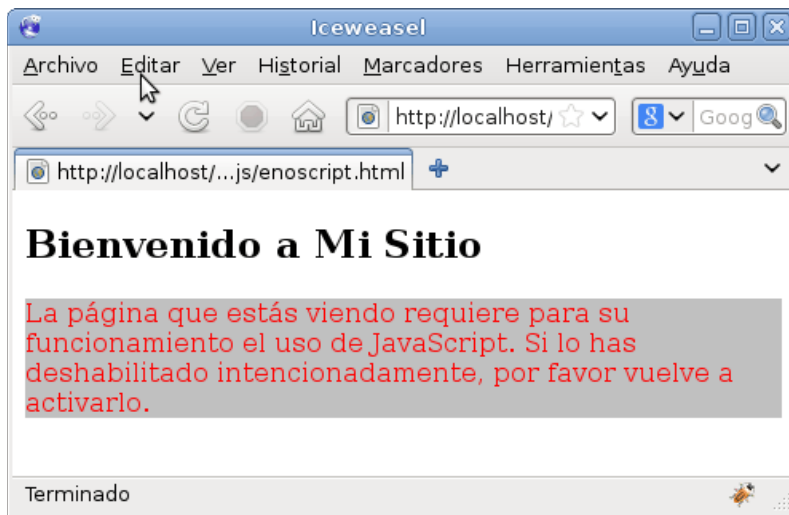 Iceweasel
Archivo Editar Ver Historial Marcadores Herramientas Ayuda
http://localhost/ 8 Goog
http://localhost/...js/enoscript.html
Bienvenido a Mi Sitio
La página que estás viendo requiere para su
funcionamiento el uso de JavaScript. Si lo has
deshabilitado intencionadamente, por favor vuelve a
activarlo.
Terminado